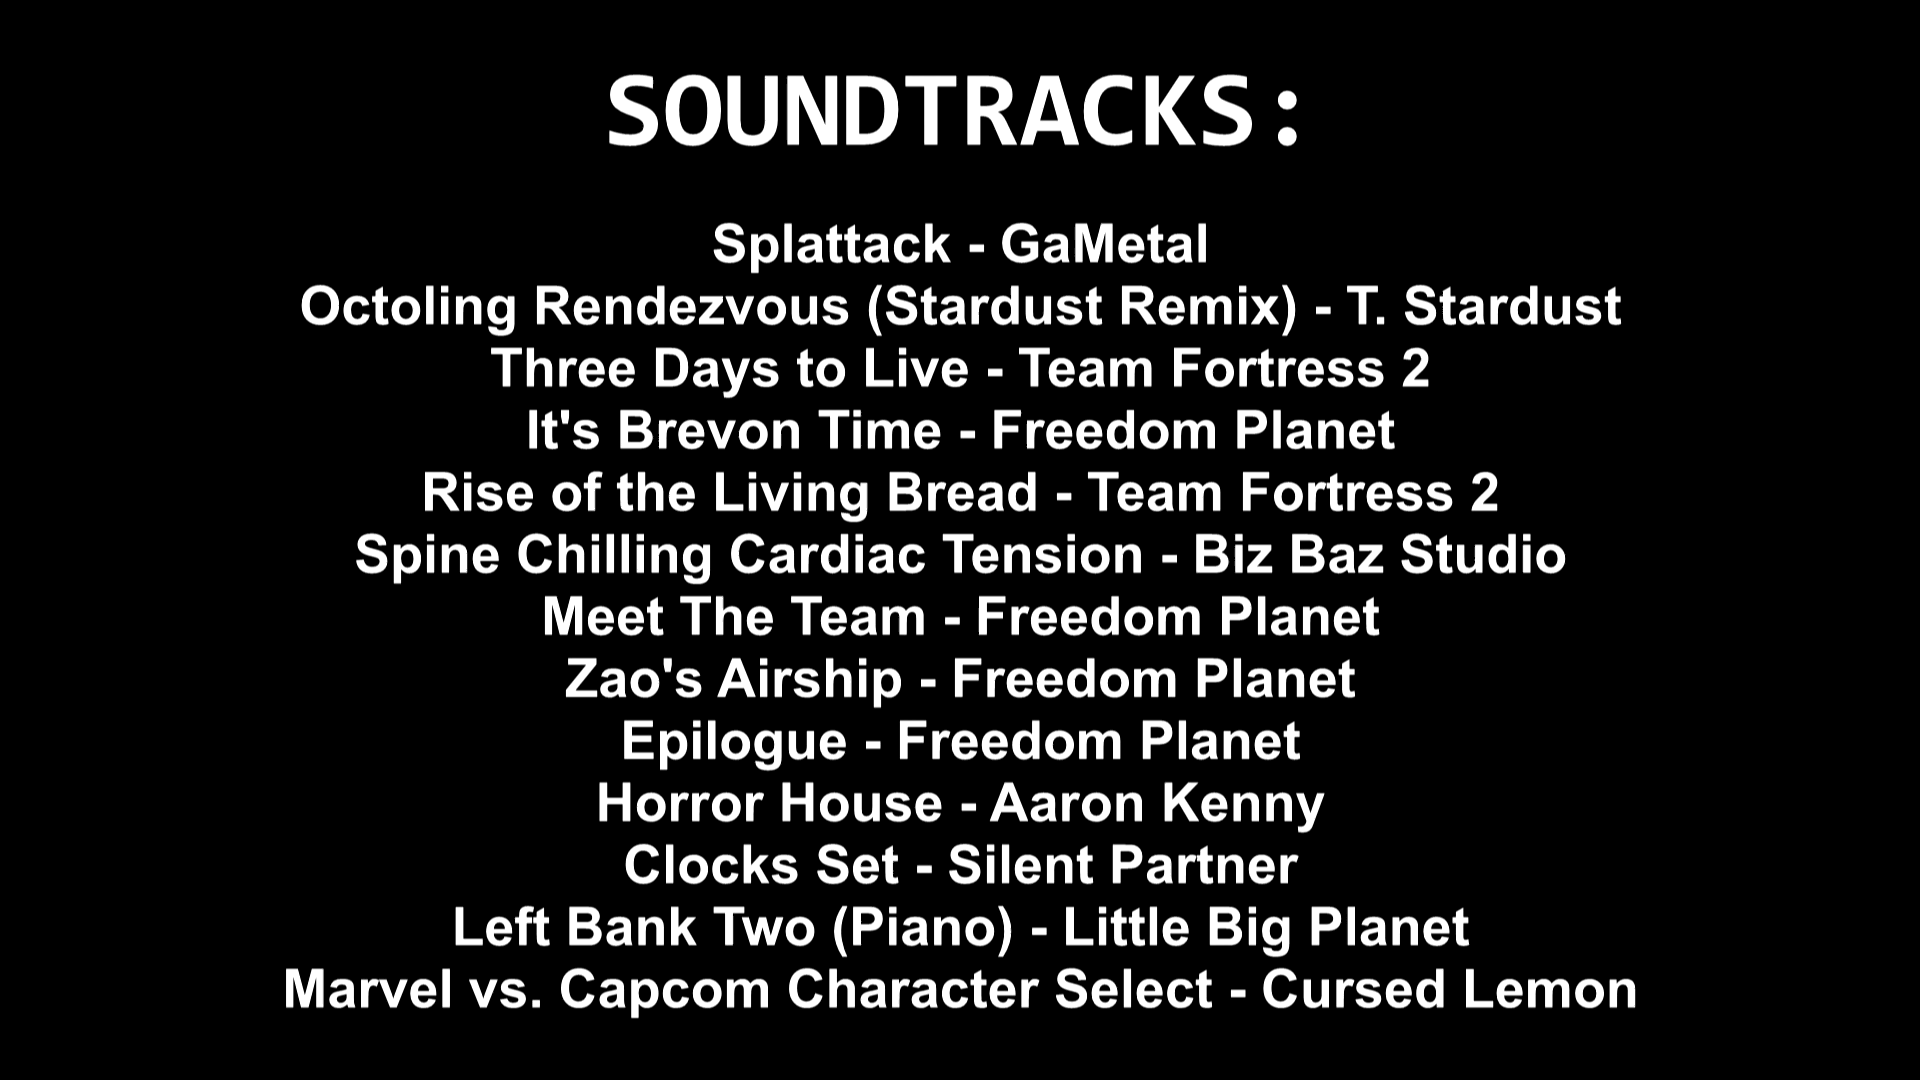 SOUNDTRACKS:
Splattack - GaMetal
Octoling Rendezvous (Stardust Remix) - T. Stardust
Three Days to Live - Team Fortress 2
It's Brevon Time - Freedom Planet
Rise of the Living Bread - Team Fortress 2
Spine Chilling Cardiac Tension - Biz Baz Studio
Meet The Team - Freedom Planet
Zao's Airship - Freedom Planet
Epilogue - Freedom Planet
Horror House - Aaron Kenny
Clocks Set - Silent Partner
Left Bank Two (Piano) - Little Big Planet
Marvel vs. Capcom Character Select - Cursed Lemon